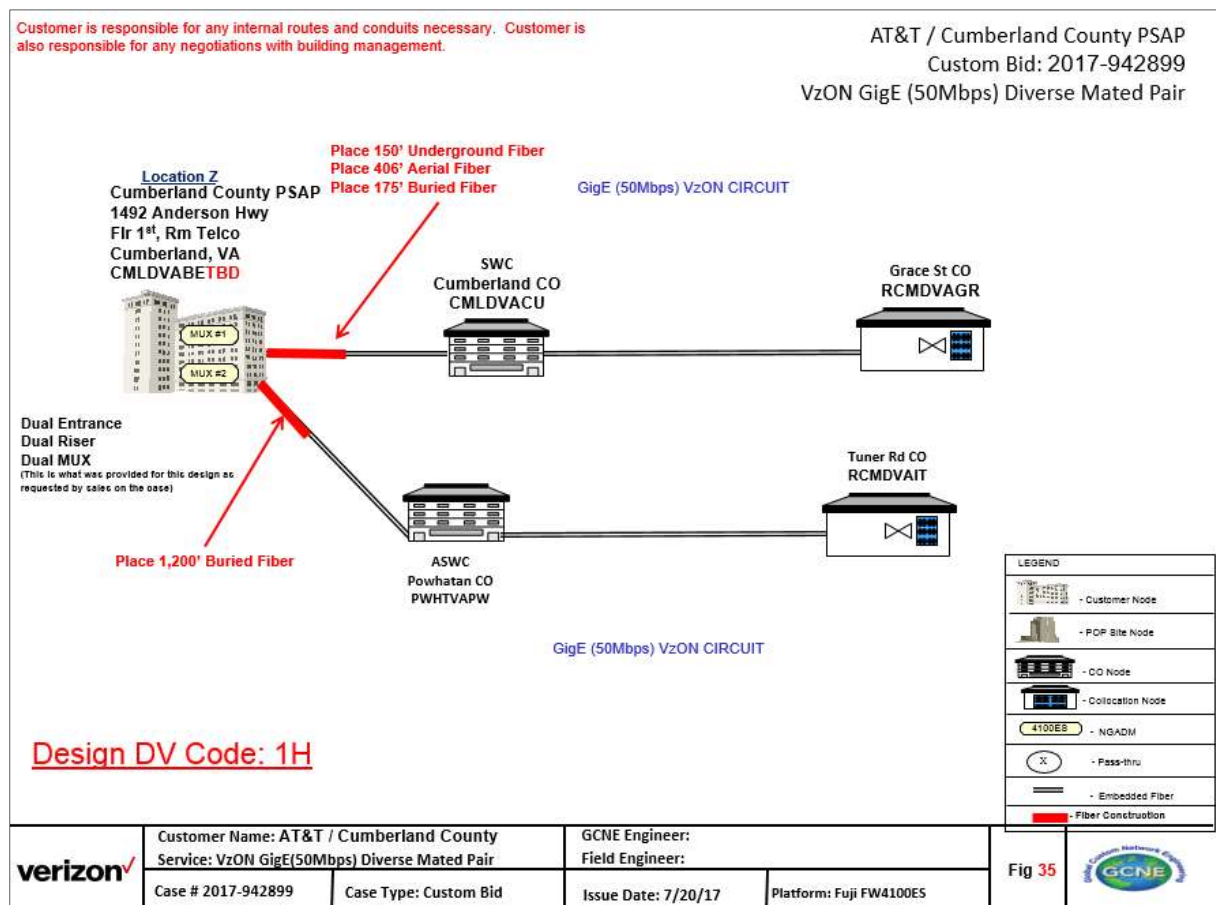 Customer is responsible for any internal routes and conduits necessary. Customer is
also responsible for any negotiations with building management.
AT&T / Cumberland County PSAP
Custom Bid: 2017-942899
VzON GigE (50Mbps) Diverse Mated Pair
Place 150' Underground Fiber
Place 406' Aerial Fiber
Place 175' Buried Fiber
GigE (50Mbps) VzON CIRCUIT
Location Z
Cumberland County PSAP
1492 Anderson Hwy
Flr 1st, Rm Telco
Cumberland, VA
CMLDVABETBD
SWC
Cumberland CO
CMLDVACU
Grace St CO
RCMDVAGR
MUX #1
MUX #2
Dual Entrance
Dual Riser
Dual MUX
(This is what was provided for this design as
requested by sales on the case)
Tuner Rd CO
RCMDVAIT
Place 1,200' Buried Fiber
ASWC
Powhatan CO
PWHTVAPW
GigE (50Mbps) VzON CIRCUIT
LEGEND
- Customer Node
- POP Site Node
- CO Node
- Collocation Node
4100ES - NGADM
X - Pass-thru
- Embedded Fiber
- Fiber Construction
Design DV Code: 1H
verizon
Customer Name: AT&T / Cumberland County
Service: VzON GigE(50Mbps) Diverse Mated Pair
Case # 2017-942899
Case Type: Custom Bid
GCNE Engineer:
Field Engineer:
Issue Date: 7/20/17
Platform: Fuji FW4100ES
Fig 35
Global Custom Network Engineering
GCNE